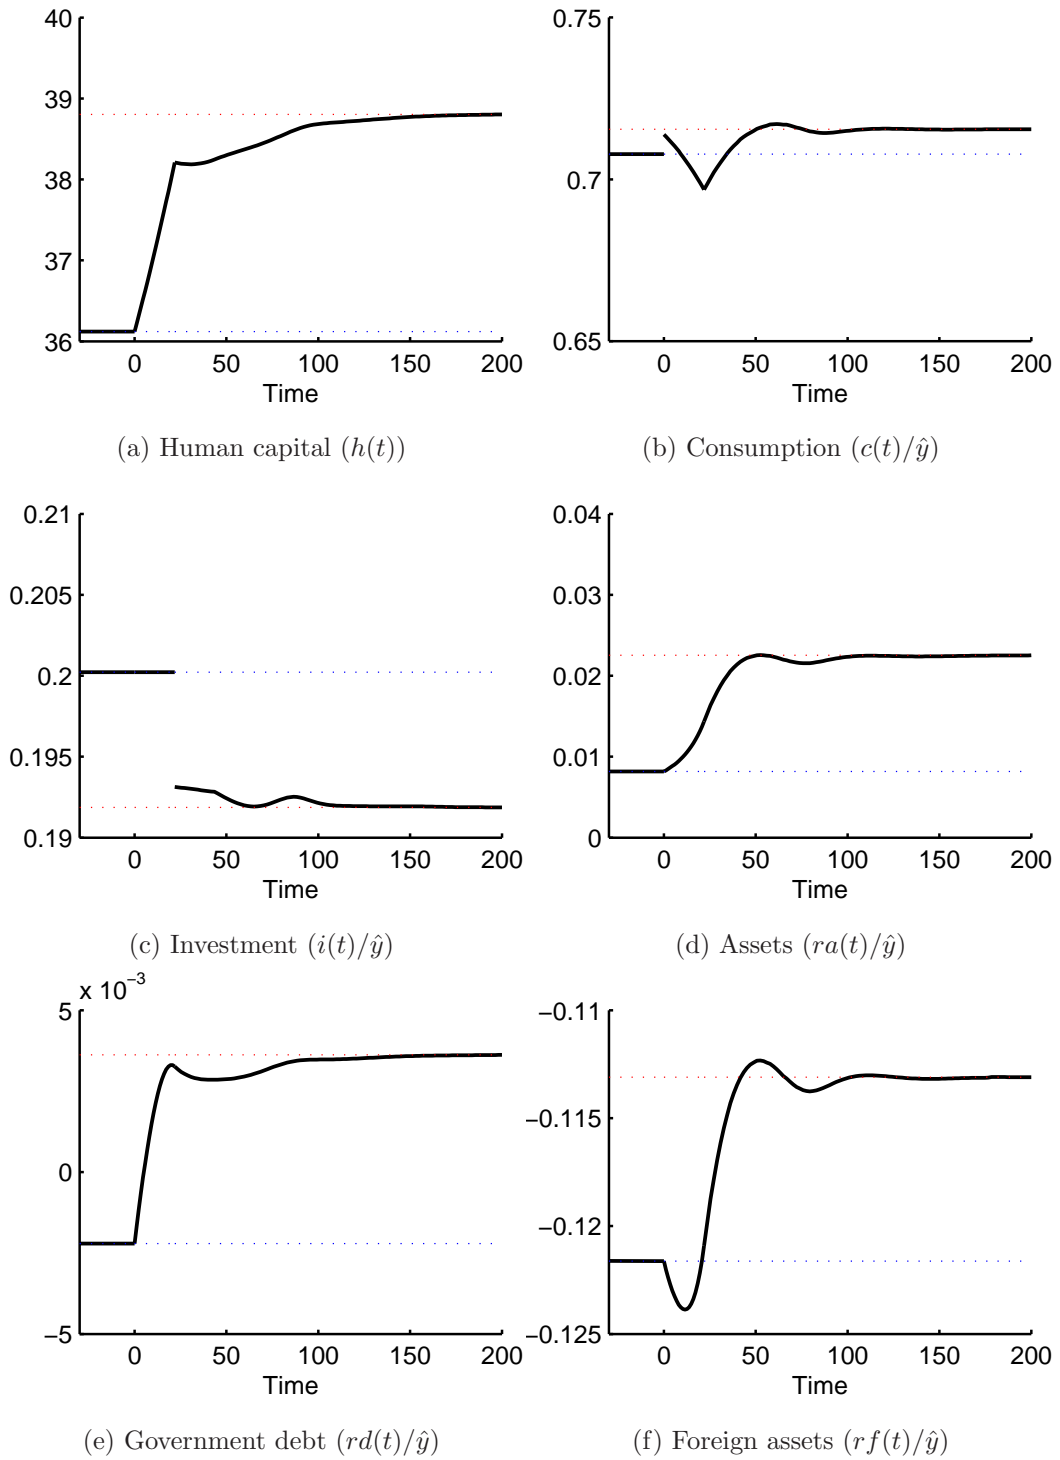 40
39
38
37
36
0 50 100 150 200
Time
(a) Human capital (h(t))
0.75
0.7
0.65
0 50 100 150 200
Time
(b) Consumption (c(t)/ŷ)
0.21
0.205
0.2
0.195
0.19
0 50 100 150 200
Time
(c) Investment (i(t)/ŷ)
0.04
0.03
0.02
0.01
0
0 50 100 150 200
Time
(d) Assets (ra(t)/ŷ)
x 10⁻³
5
0
−5
0 50 100 150 200
Time
(e) Government debt (rd(t)/ŷ)
−0.11
−0.115
−0.12
−0.125
0 50 100 150 200
Time
(f) Foreign assets (rf(t)/ŷ)